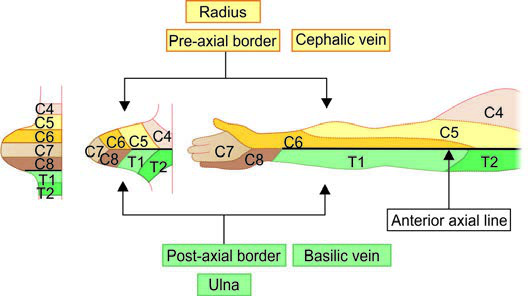 Radius
Pre-axial border
Cephalic vein
C4
C5
C6
C7
C8
T1
T2
C4
C6 C5
C7
C8 T1
T2
C4
C5
C6
C7
C8
T1
T2
Anterior axial line
Post-axial border
Basilic vein
Ulna